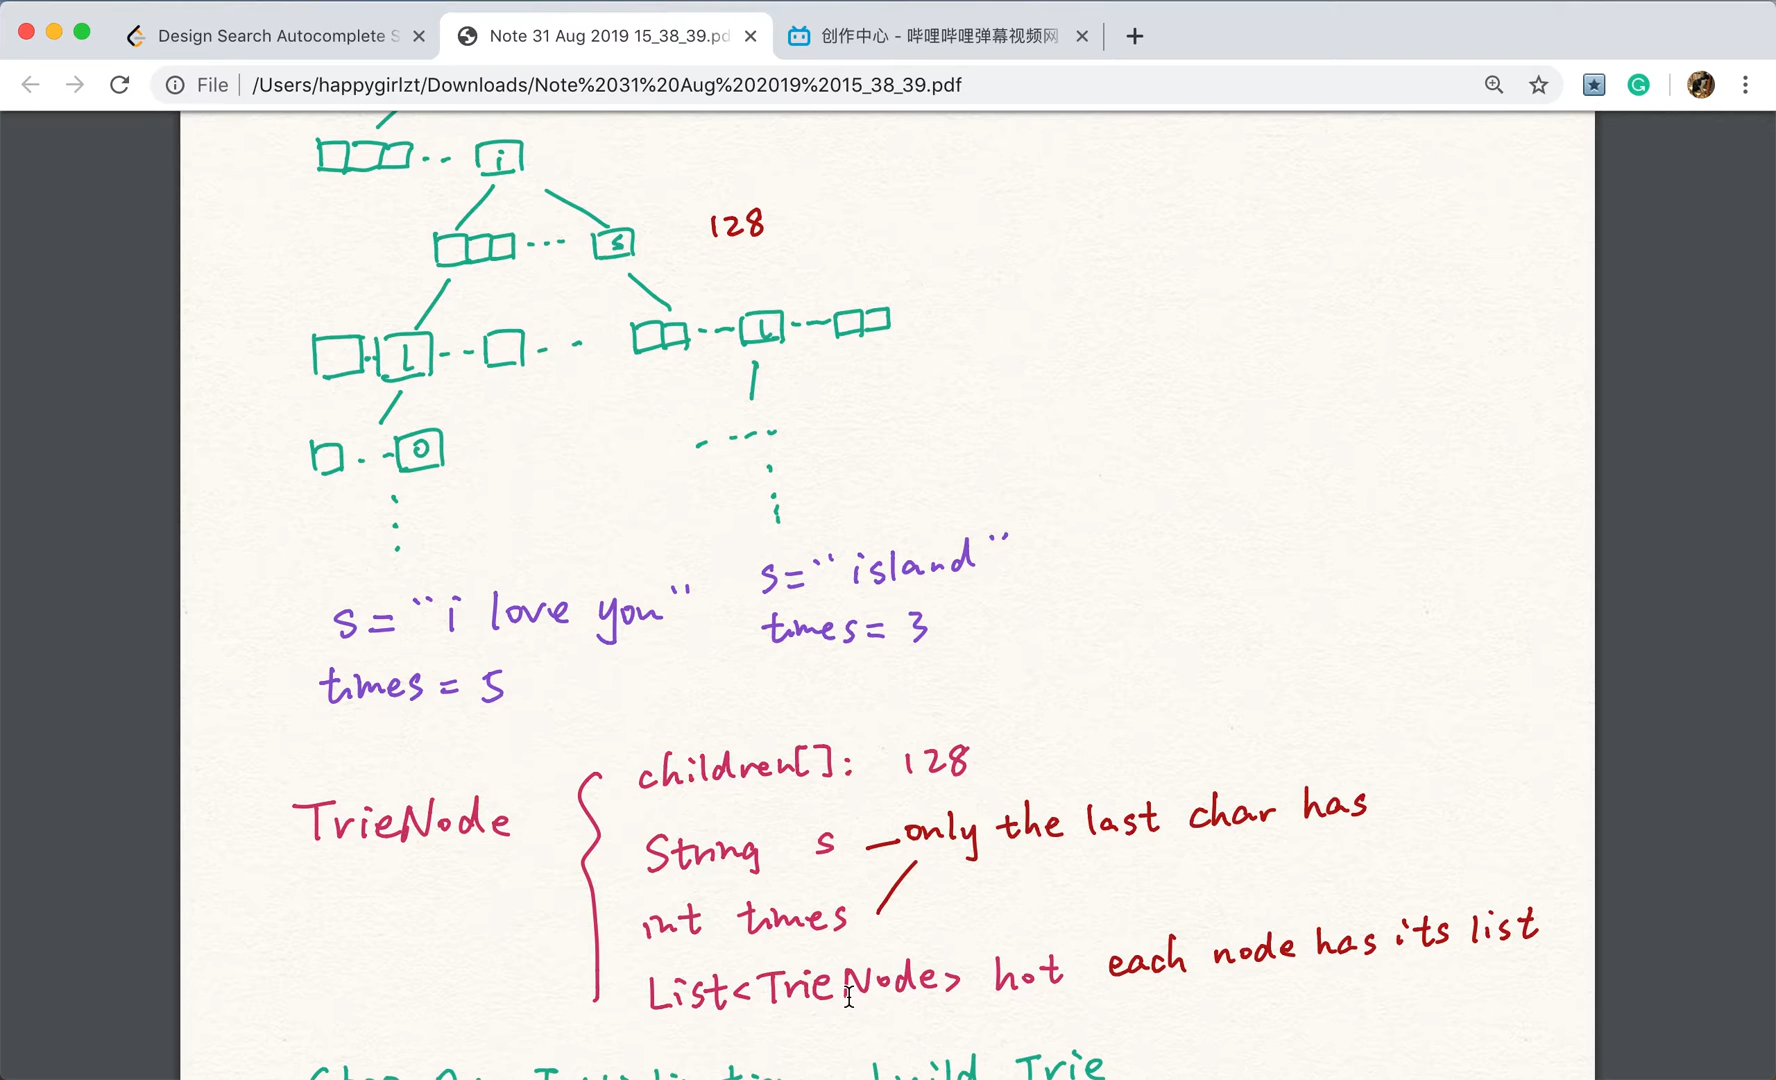 Design Search Autocomplete S
Note 31 Aug 2019 15_38_39.pd
创作中心 - 哔哩哔哩弹幕视频网
File
/Users/happygirlzt/Downloads/Note%2031%20Aug%202019%2015_38_39.pdf
i
s
128
l
l
o
s="i love you"
times = 5
s="island"
times= 3
TrieNode
children[]: 128
String s
only the last char has
int times
List<TrieNode> hot
each node has its list
build Trie